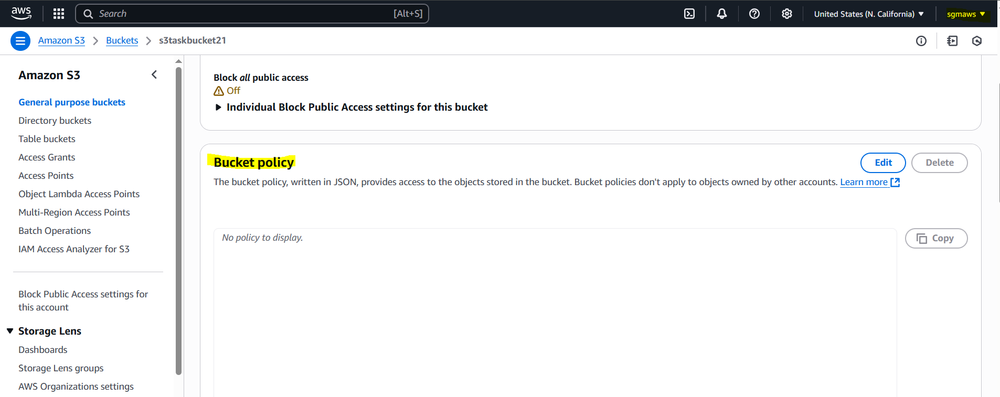 aws
Search [Alt+S]
United States (N. California)
sgmaws
Amazon S3
Buckets
s3taskbucket21
Amazon S3
General purpose buckets
Directory buckets
Table buckets
Access Grants
Access Points
Object Lambda Access Points
Multi-Region Access Points
Batch Operations
IAM Access Analyzer for S3
Block Public Access settings for
this account
Storage Lens
Dashboards
Storage Lens groups
AWS Organizations settings
Block all public access
Off
Individual Block Public Access settings for this bucket
Bucket policy
Edit
Delete
The bucket policy, written in JSON, provides access to the objects stored in the bucket. Bucket policies don't apply to objects owned by other accounts. Learn more
No policy to display.
Copy